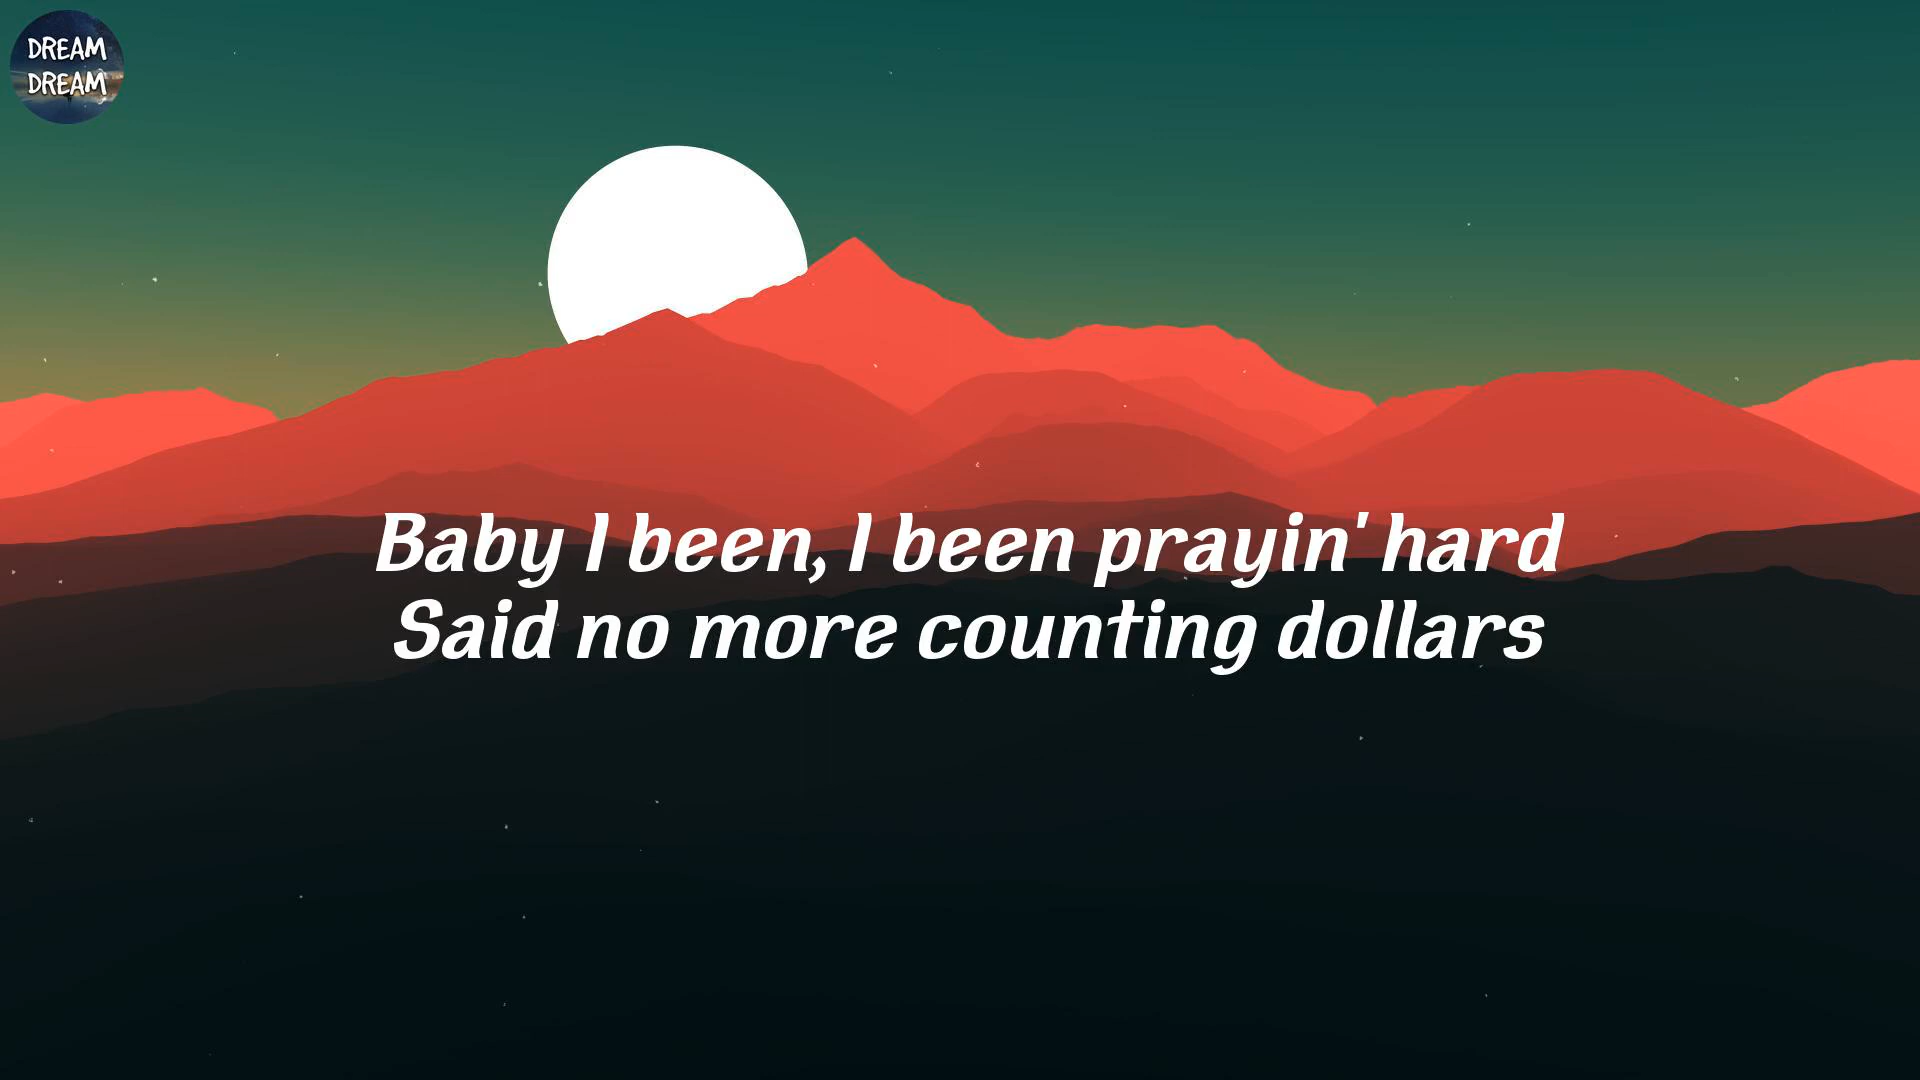 DREAM
DREAM
Baby I been, I been prayin' hard
Said no more counting dollars